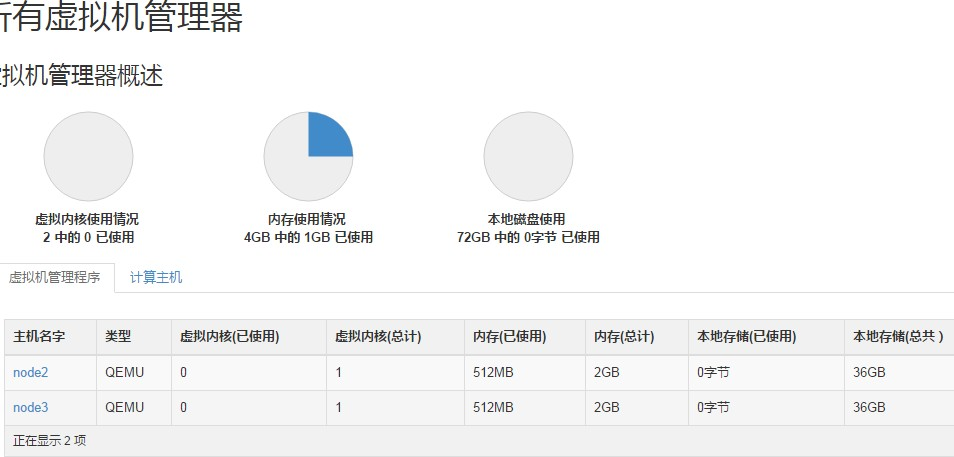 所有虚拟机管理器
虚拟机管理器概述
虚拟内核使用情况
2 中的 0 已使用
内存使用情况
4GB 中的 1GB 已使用
本地磁盘使用
72GB 中的 0字节 已使用
虚拟机管理程序 计算主机
主机名字 类型 虚拟内核(已使用) 虚拟内核(总计) 内存(已使用) 内存(总计) 本地存储(已使用) 本地存储(总共 )
node2 QEMU 0 1 512MB 2GB 0字节 36GB
node3 QEMU 0 1 512MB 2GB 0字节 36GB
正在显示 2 项